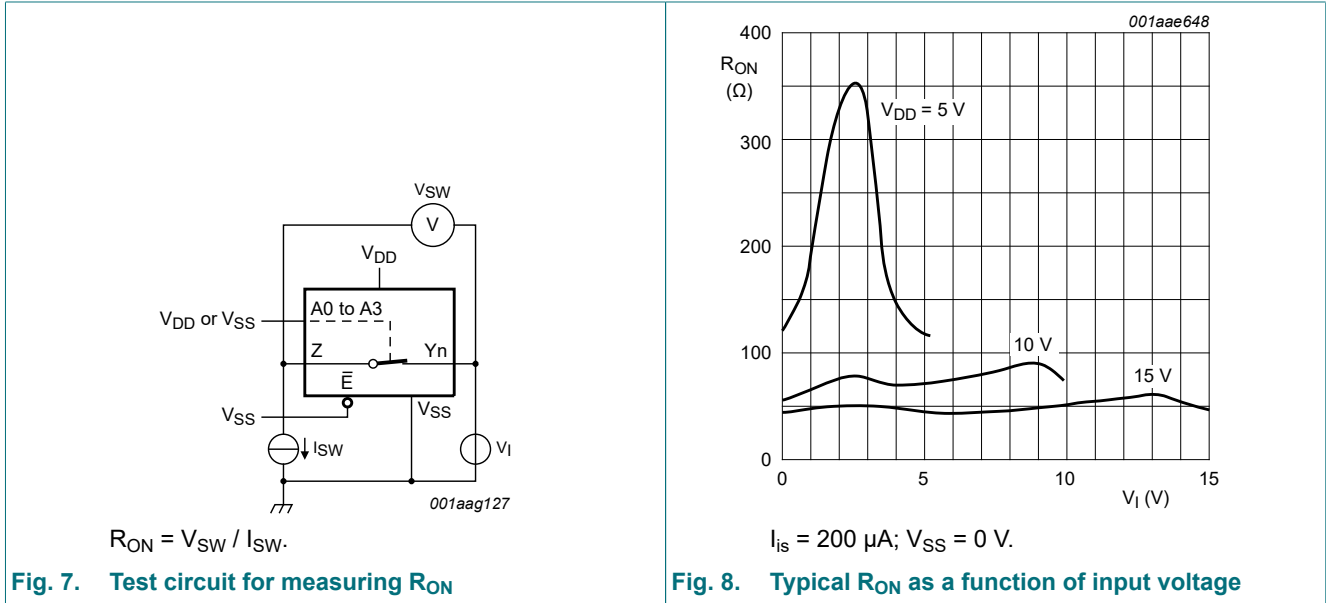 VSW
V
VDD
VDD or VSS
A0 to A3
Z
Yn
E̅
VSS
VSS
ISW
VI
001aag127
RON = VSW / ISW.
Fig. 7. Test circuit for measuring RON
001aae648
400
RON
(Ω)
VDD = 5 V
300
200
100
10 V
15 V
0
0
5
10
15
VI (V)
Iis = 200 μA; VSS = 0 V.
Fig. 8. Typical RON as a function of input voltage